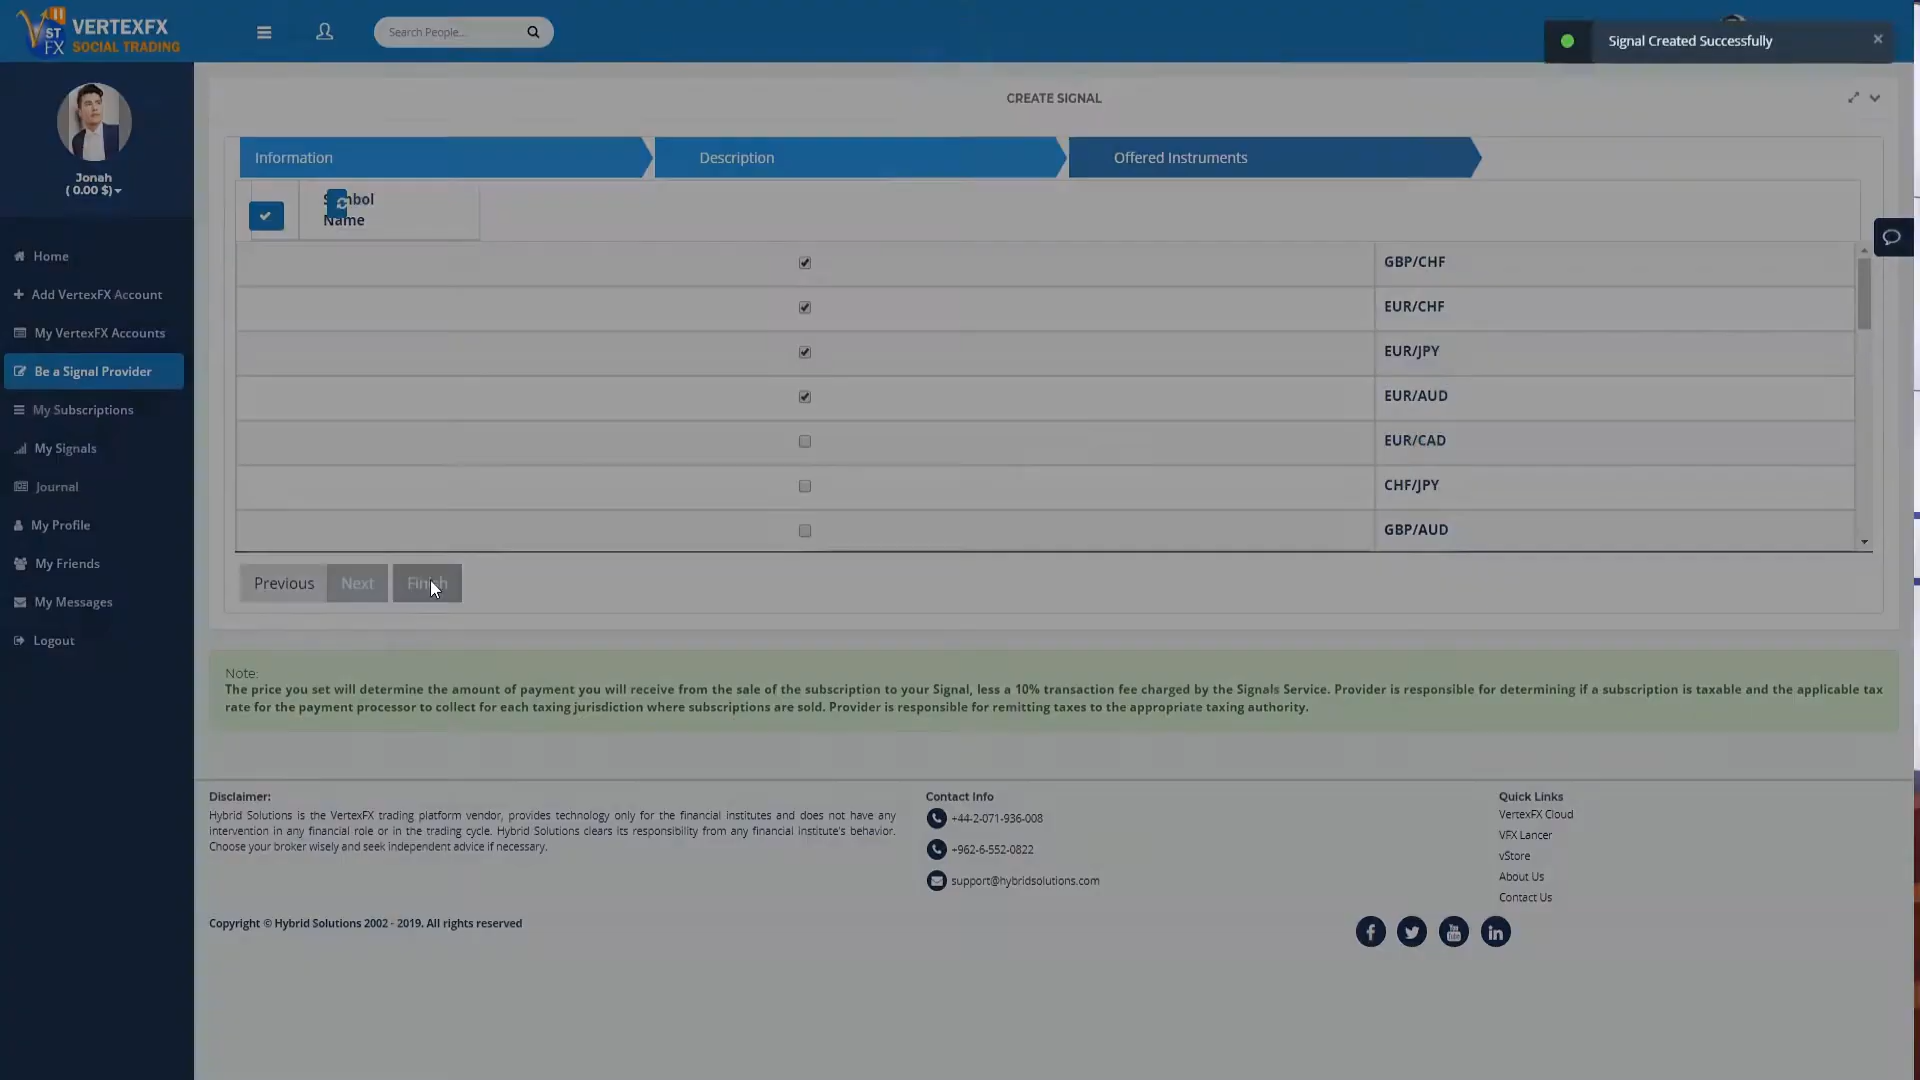 VERTEXFX
SOCIAL TRADING
ST
FX
Search People...
Signal Created Successfully
×
Jonah
( 0.00 $)
Home
Add VertexFX Account
My VertexFX Accounts
Be a Signal Provider
My Subscriptions
My Signals
Journal
My Profile
My Friends
My Messages
Logout
CREATE SIGNAL
Information
Description
Offered Instruments
Name
GBP/CHF
EUR/CHF
EUR/JPY
EUR/AUD
EUR/CAD
CHF/JPY
GBP/AUD
Previous
Next
Finish
Note:
The price you set will determine the amount of payment you will receive from the sale of the subscription to your Signal, less a 10% transaction fee charged by the Signals Service. Provider is responsible for determining if a subscription is taxable and the applicable tax
rate for the payment processor to collect for each taxing jurisdiction where subscriptions are sold. Provider is responsible for remitting taxes to the appropriate taxing authority.
Disclaimer:
Hybrid Solutions is the VertexFX trading platform vendor, provides technology only for the financial institutes and does not have any
intervention in any financial role or in the trading cycle. Hybrid Solutions clears its responsibility from any financial institute's behavior.
Choose your broker wisely and seek independent advice if necessary.
Contact Info
+44-2-071-936-008
+962-6-552-0822
support@hybridsolutions.com
Quick Links
VertexFX Cloud
VFX Lancer
vStore
About Us
Contact Us
Copyright © Hybrid Solutions 2002 - 2019. All rights reserved